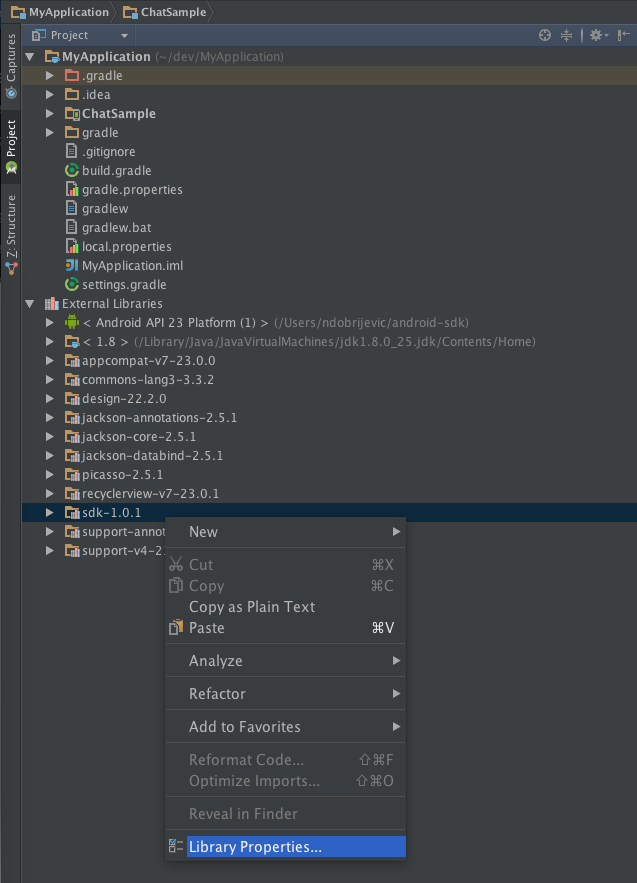 MyApplication ChatSample
Project
Captures
Project
Z: Structure
MyApplication (~/dev/MyApplication)
.gradle
.idea
ChatSample
gradle
.gitignore
build.gradle
gradle.properties
gradlew
gradlew.bat
local.properties
MyApplication.iml
settings.gradle
External Libraries
< Android API 23 Platform (1) > (/Users/ndobrijevic/android-sdk)
< 1.8 > (/Library/Java/JavaVirtualMachines/jdk1.8.0_25.jdk/Contents/Home)
appcompat-v7-23.0.0
commons-lang3-3.3.2
design-22.2.0
jackson-annotations-2.5.1
jackson-core-2.5.1
jackson-databind-2.5.1
picasso-2.5.1
recyclerview-v7-23.0.1
sdk-1.0.1
support-annot
support-v4-2
New
Cut ⌘X
Copy ⌘C
Copy as Plain Text
Paste ⌘V
Analyze
Refactor
Add to Favorites
Reformat Code... ⇧⌘F
Optimize Imports... ⇧⌘O
Reveal in Finder
Library Properties...